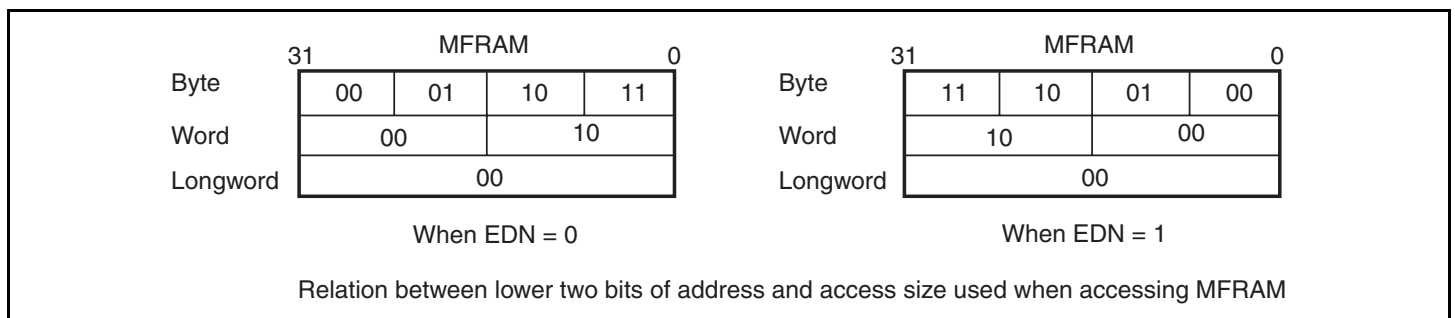 31 MFRAM 0
Byte 00 01 10 11
Word 00 10
Longword 00
When EDN = 0
31 MFRAM 0
Byte 11 10 01 00
Word 10 00
Longword 00
When EDN = 1
Relation between lower two bits of address and access size used when accessing MFRAM